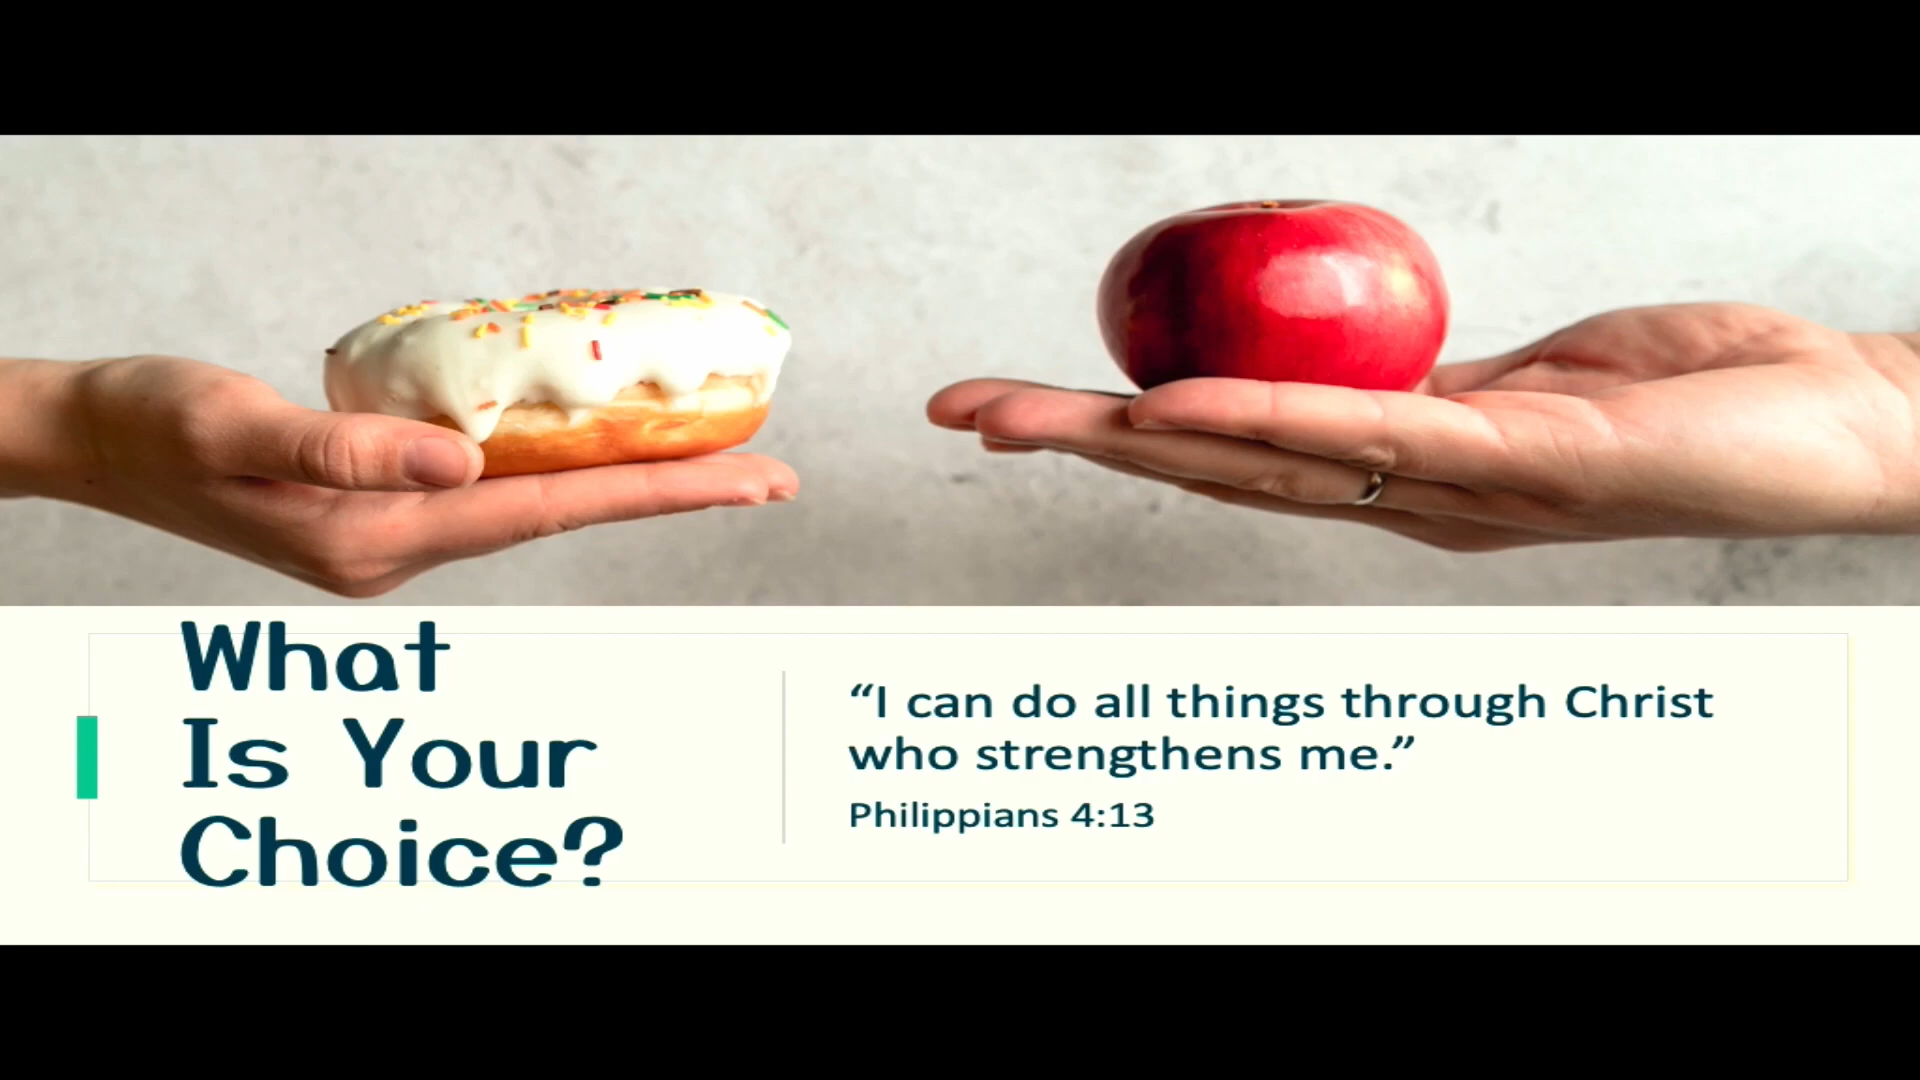 What
Is Your
Choice?
“I can do all things through Christ
who strengthens me.”
Philippians 4:13